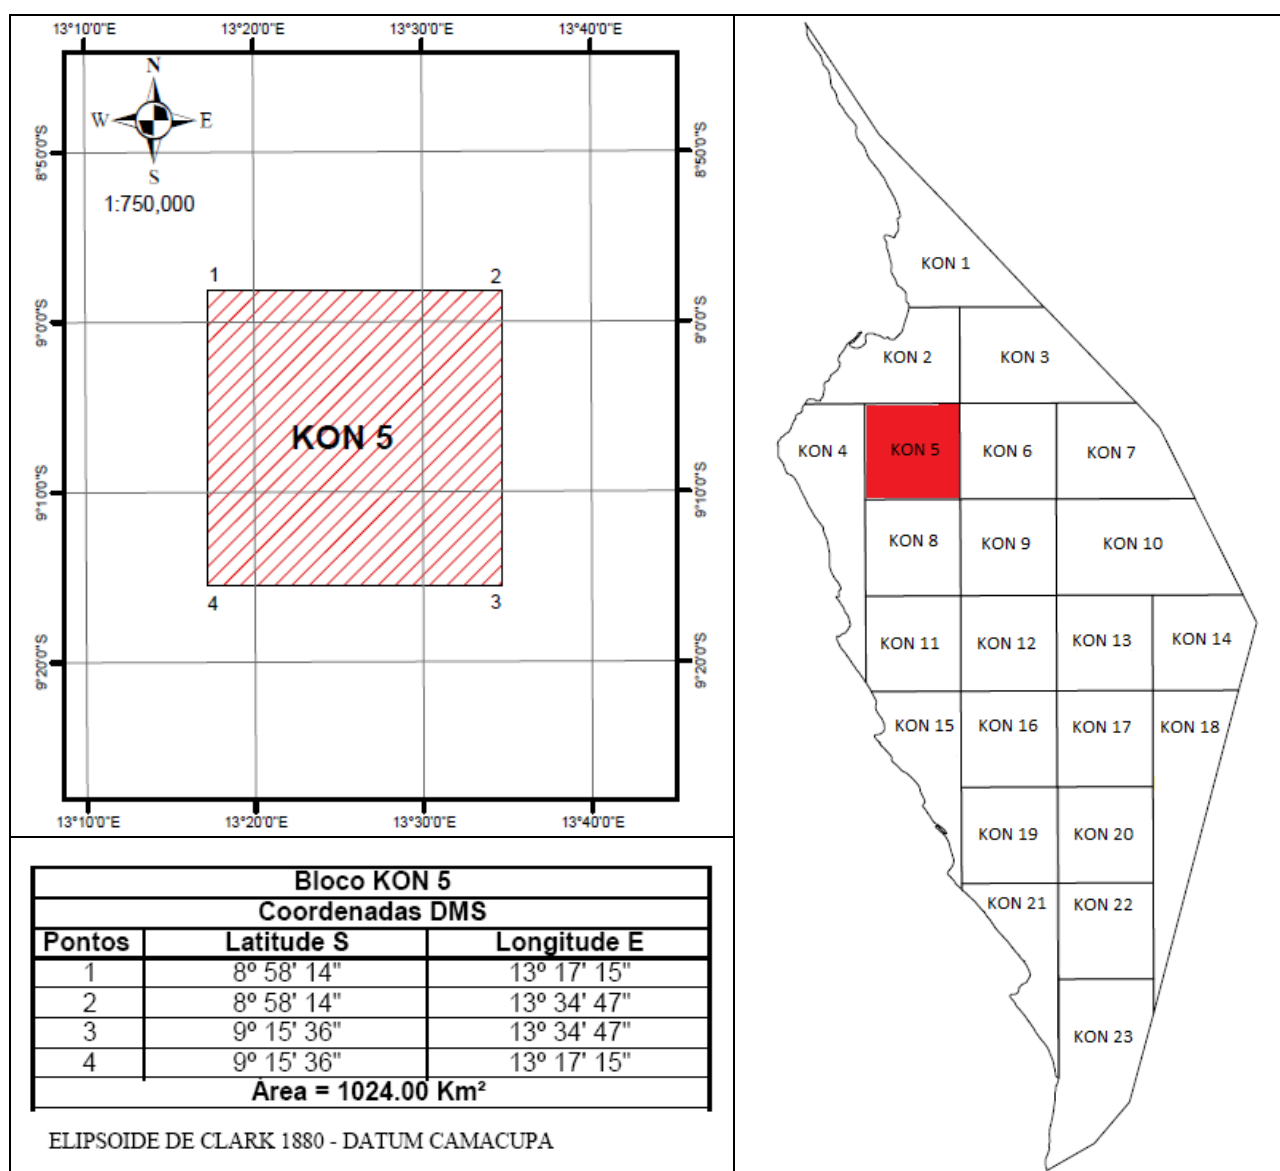 13°10'0"E 13°20'0"E 13°30'0"E 13°40'0"E
N
W E
S
1:750,000
8°50'0"S 8°50'0"S
9°0'0"S 9°0'0"S
9°10'0"S 9°10'0"S
9°20'0"S 9°20'0"S
1 2
KON 5
4 3
13°10'0"E 13°20'0"E 13°30'0"E 13°40'0"E
Bloco KON 5
Coordenadas DMS
Pontos Latitude S Longitude E
1 8º 58' 14" 13º 17' 15"
2 8º 58' 14" 13º 34' 47"
3 9º 15' 36" 13º 34' 47"
4 9º 15' 36" 13º 17' 15"
Área = 1024.00 Km²
ELIPSOIDE DE CLARK 1880 - DATUM CAMACUPA
KON 1
KON 2 KON 3
KON 4 KON 5 KON 6 KON 7
KON 8 KON 9 KON 10
KON 11 KON 12 KON 13 KON 14
KON 15 KON 16 KON 17 KON 18
KON 19 KON 20
KON 21 KON 22
KON 23